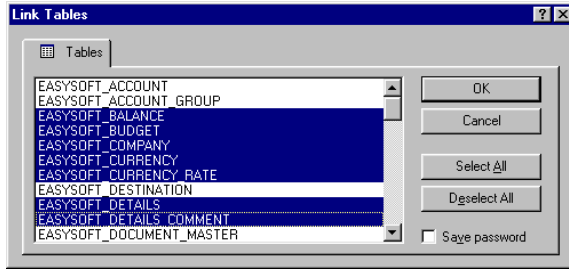 Link Tables
Tables
EASYSOFT_ACCOUNT
EASYSOFT_ACCOUNT_GROUP
EASYSOFT_BALANCE
EASYSOFT_BUDGET
EASYSOFT_COMPANY
EASYSOFT_CURRENCY
EASYSOFT_CURRENCY_RATE
EASYSOFT_DESTINATION
EASYSOFT_DETAILS
EASYSOFT_DETAILS_COMMENT
EASYSOFT_DOCUMENT_MASTER
OK
Cancel
Select All
Deselect All
Save password